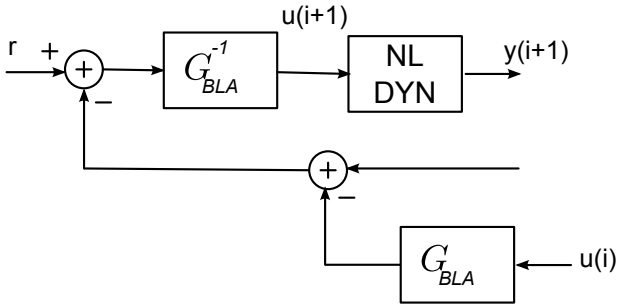 u(i+1)
r
+
+
G⁻¹
BLA
NL
DYN
y(i+1)
−
+
−
G
BLA
u(i)